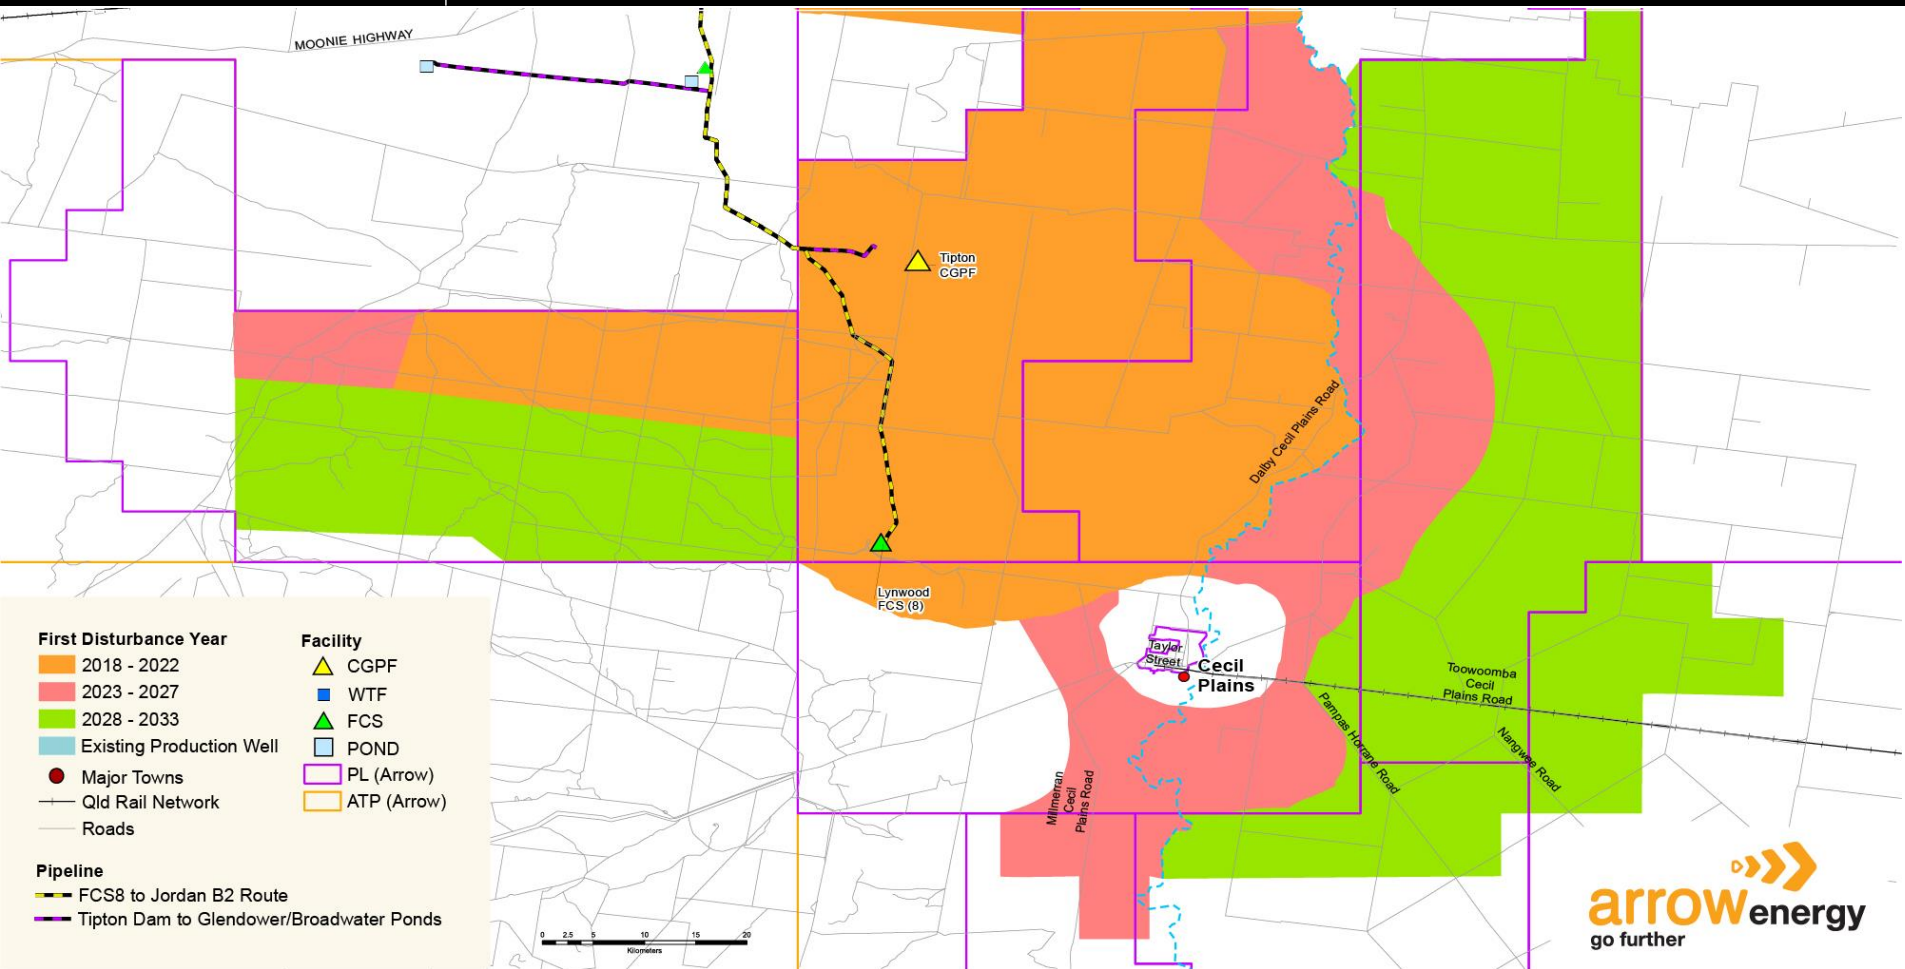 MOONIE HIGHWAY
Tipton
CGPF
Dalby Cecil Plains Road
Lynwood
FCS (8)
Taylor
Street
Cecil
Plains
Toowoomba
Cecil
Plains Road
Pampas Horrane Road
Nangwee Road
Millmerran
Cecil
Plains Road
First Disturbance Year
2018 - 2022
2023 - 2027
2028 - 2033
Existing Production Well
Major Towns
Qld Rail Network
Roads
Facility
CGPF
WTF
FCS
POND
PL (Arrow)
ATP (Arrow)
Pipeline
FCS8 to Jordan B2 Route
Tipton Dam to Glendower/Broadwater Ponds
0 2.5 5 10 15 20
Kilometers
arrowenergy
go further